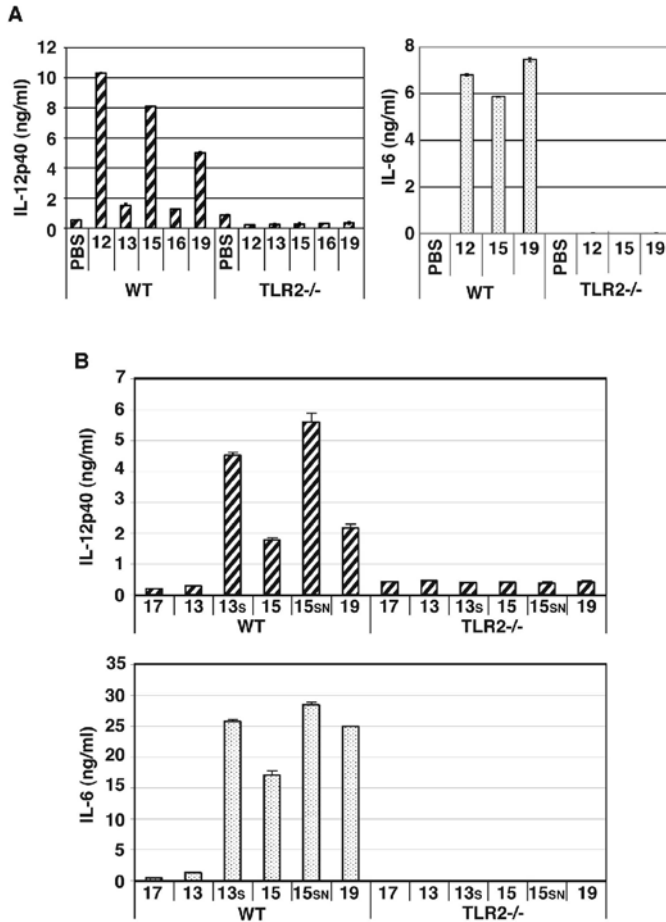 A
IL-12p40 (ng/ml)
12
10
8
6
4
2
0
PBS 12 13 15 16 19 PBS 12 13 15 16 19
WT TLR2-/-
IL-6 (ng/ml)
8
6
4
2
0
PBS 12 15 19 PBS 12 15 19
WT TLR2-/-
B
IL-12p40 (ng/ml)
7
6
5
4
3
2
1
0
17 13 13S 15 15SN 19 17 13 13S 15 15SN 19
WT TLR2-/-
IL-6 (ng/ml)
35
30
25
20
15
10
5
0
17 13 13S 15 15SN 19 17 13 13S 15 15SN 19
WT TLR2-/-